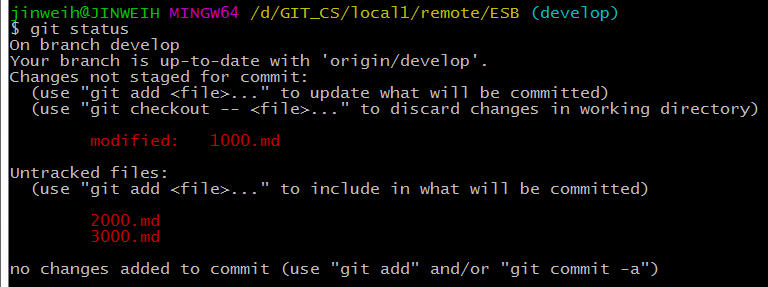 jinweih@JINWEIH MINGW64 /d/GIT_CS/local1/remote/ESB (develop)
$ git status
On branch develop
Your branch is up-to-date with 'origin/develop'.
Changes not staged for commit:
  (use "git add <file>..." to update what will be committed)
  (use "git checkout -- <file>..." to discard changes in working directory)
        modified:   1000.md
Untracked files:
  (use "git add <file>..." to include in what will be committed)
        2000.md
        3000.md
no changes added to commit (use "git add" and/or "git commit -a")